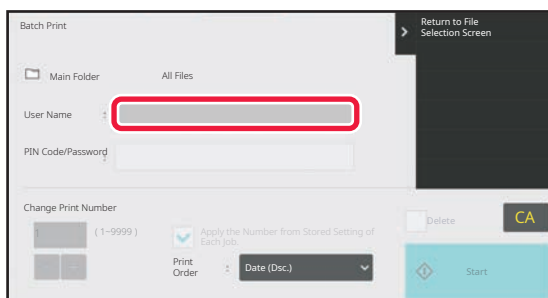 Batch Print
Return to File
Selection Screen
Main Folder
All Files
User Name :
PIN Code/Password :
Change Print Number
1
( 1~9999 )
Apply the Number from Stored Setting of
Each Job.
Print
Order : Date (Dsc.)
Delete
CA
Start